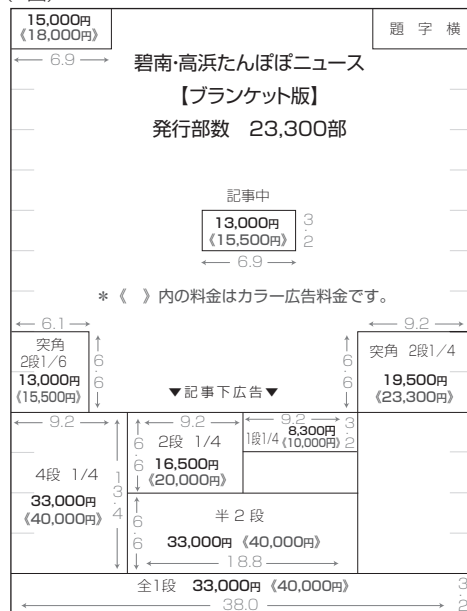 15,000円
《18,000円》
6.9
題字横
碧南・高浜たんぽぽニュース
【ブランケット版】
発行部数 23,300部
記事中
13,000円
《15,500円》
3.2
6.9
＊《 》内の料金はカラー広告料金です。
6.1
突角
2段1/6
13,000円
《15,500円》
6.6
▼記事下広告▼
9.2
6.6
突角 2段1/4
19,500円
《23,300円》
9.2
4段 1/4
33,000円
《40,000円》
13.4
9.2
6.6
2段 1/4
16,500円
《20,000円》
9.2
1段1/4
8,300円
《10,000円》
3.2
6.6
半2段
33,000円《40,000円》
18.8
全1段 33,000円《40,000円》
38.0
3.2